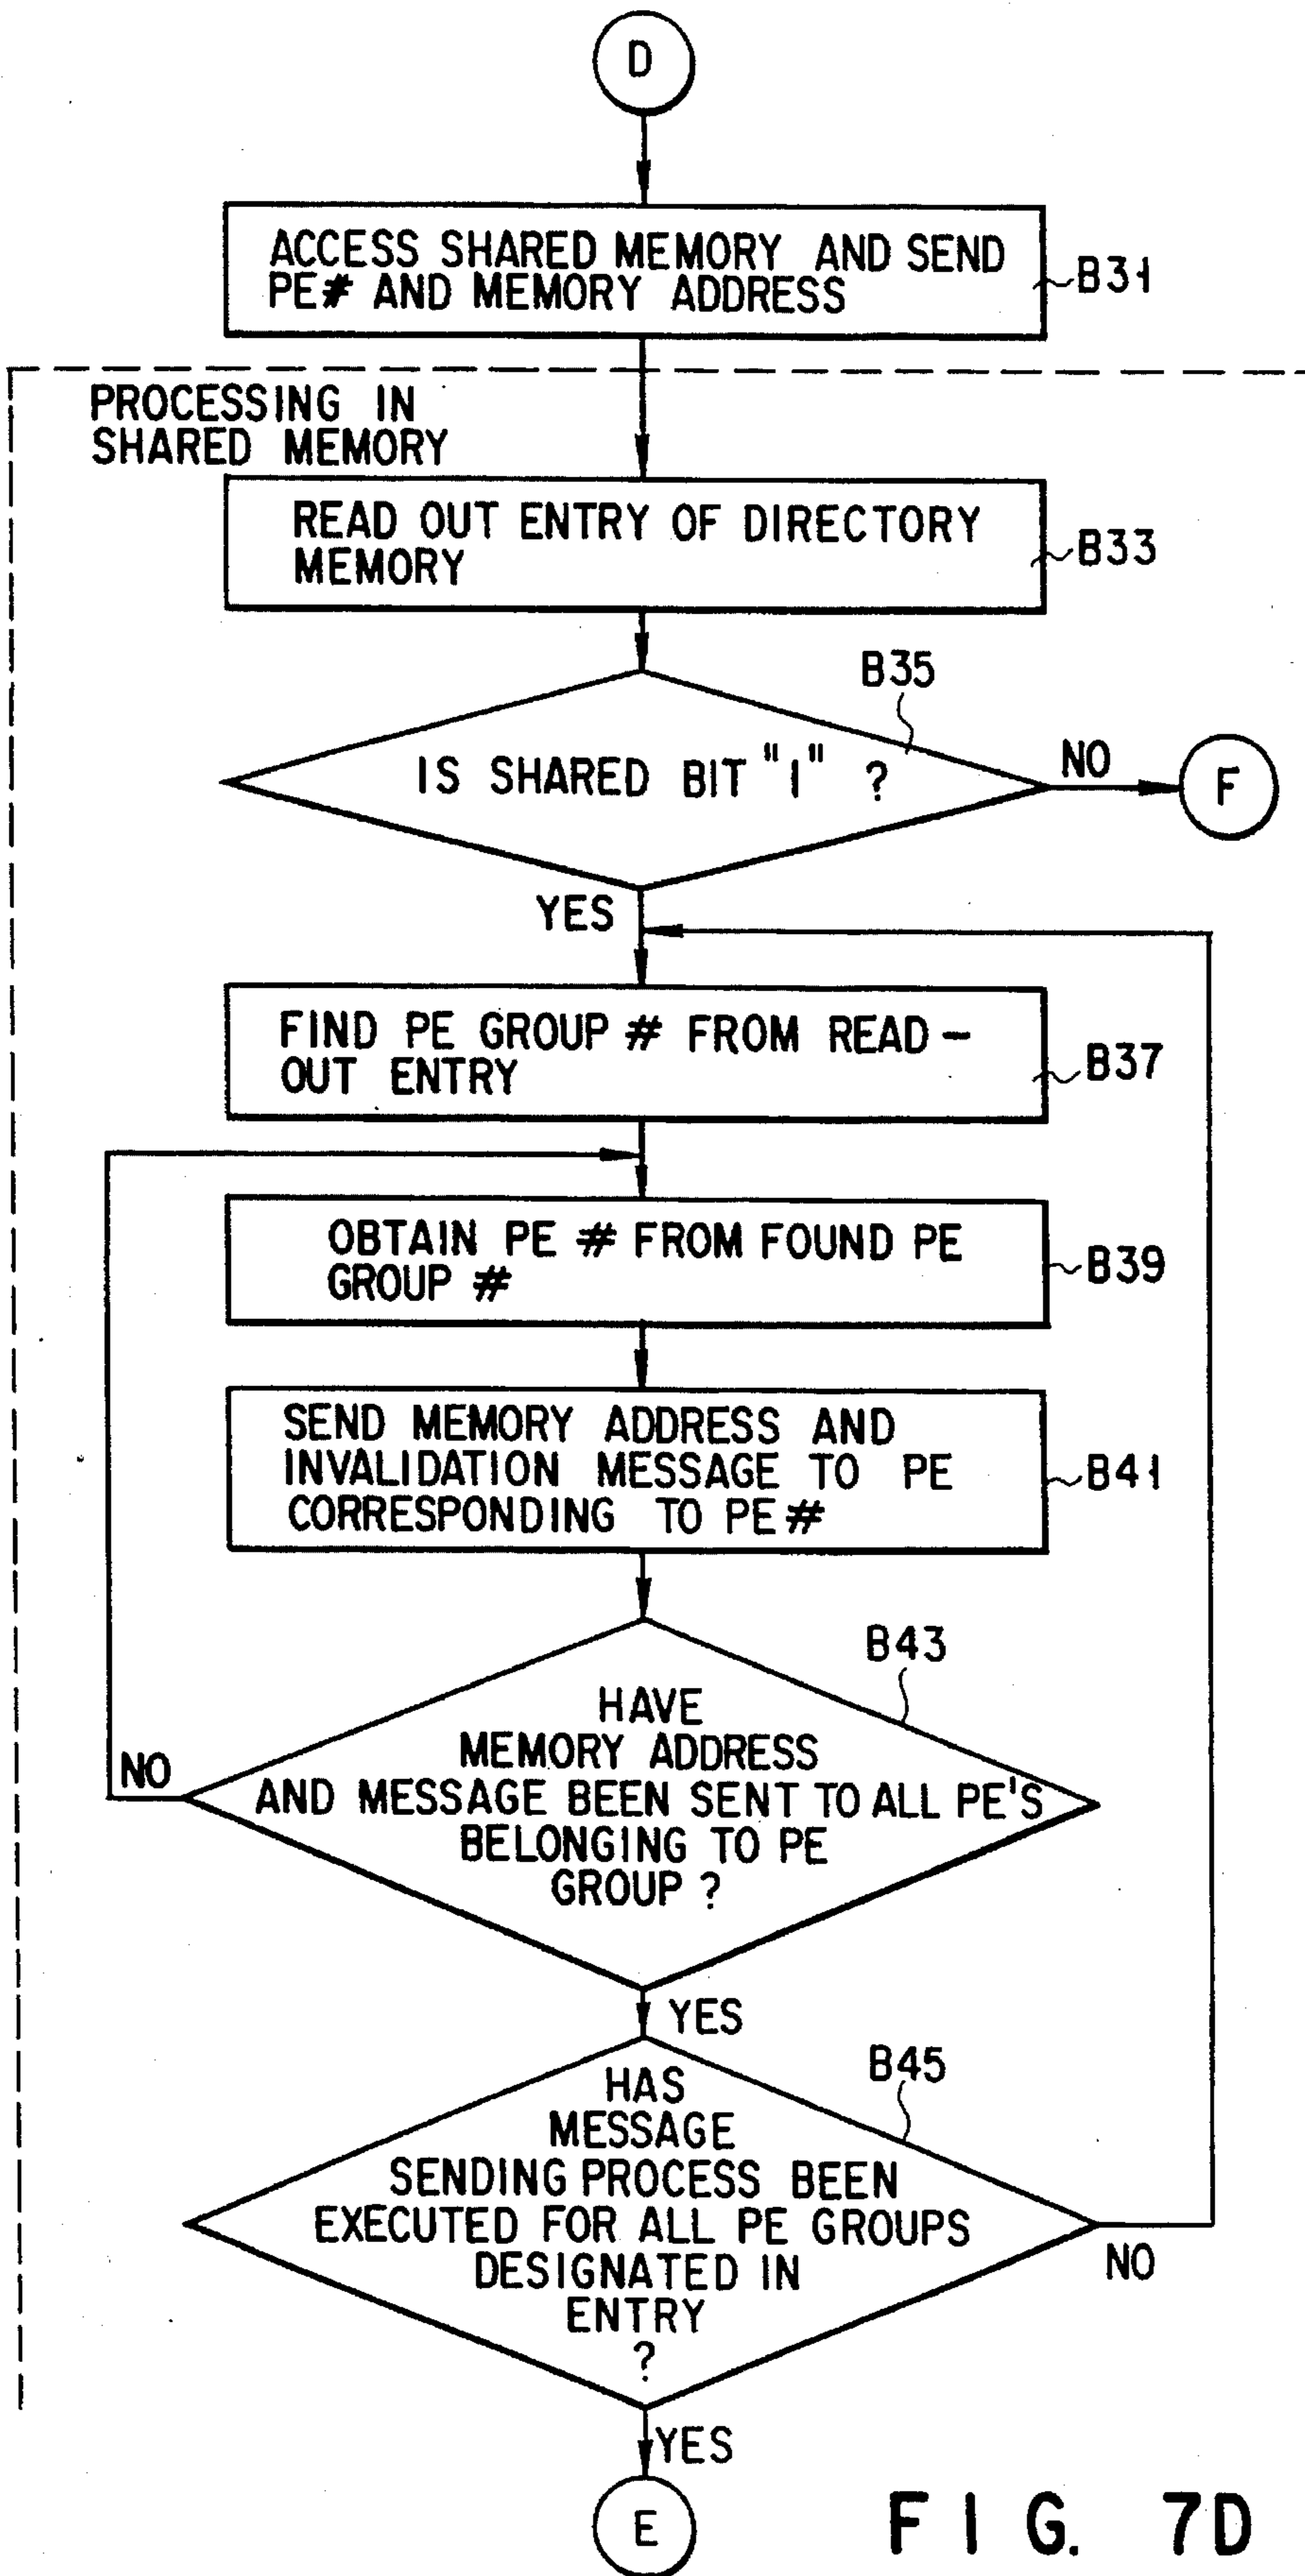 D
ACCESS SHARED MEMORY AND SEND
PE# AND MEMORY ADDRESS
B31
PROCESSING IN
SHARED MEMORY
READ OUT ENTRY OF DIRECTORY
MEMORY
B33
B35
IS SHARED BIT "1" ?
NO
F
YES
FIND PE GROUP # FROM READ-
OUT ENTRY
B37
OBTAIN PE # FROM FOUND PE
GROUP #
B39
SEND MEMORY ADDRESS AND
INVALIDATION MESSAGE TO PE
CORRESPONDING TO PE#
B41
B43
HAVE
MEMORY ADDRESS
AND MESSAGE BEEN SENT TO ALL PE'S
BELONGING TO PE
GROUP ?
NO
YES
B45
HAS
MESSAGE
SENDING PROCESS BEEN
EXECUTED FOR ALL PE GROUPS
DESIGNATED IN
ENTRY
?
NO
YES
E
FIG. 7D